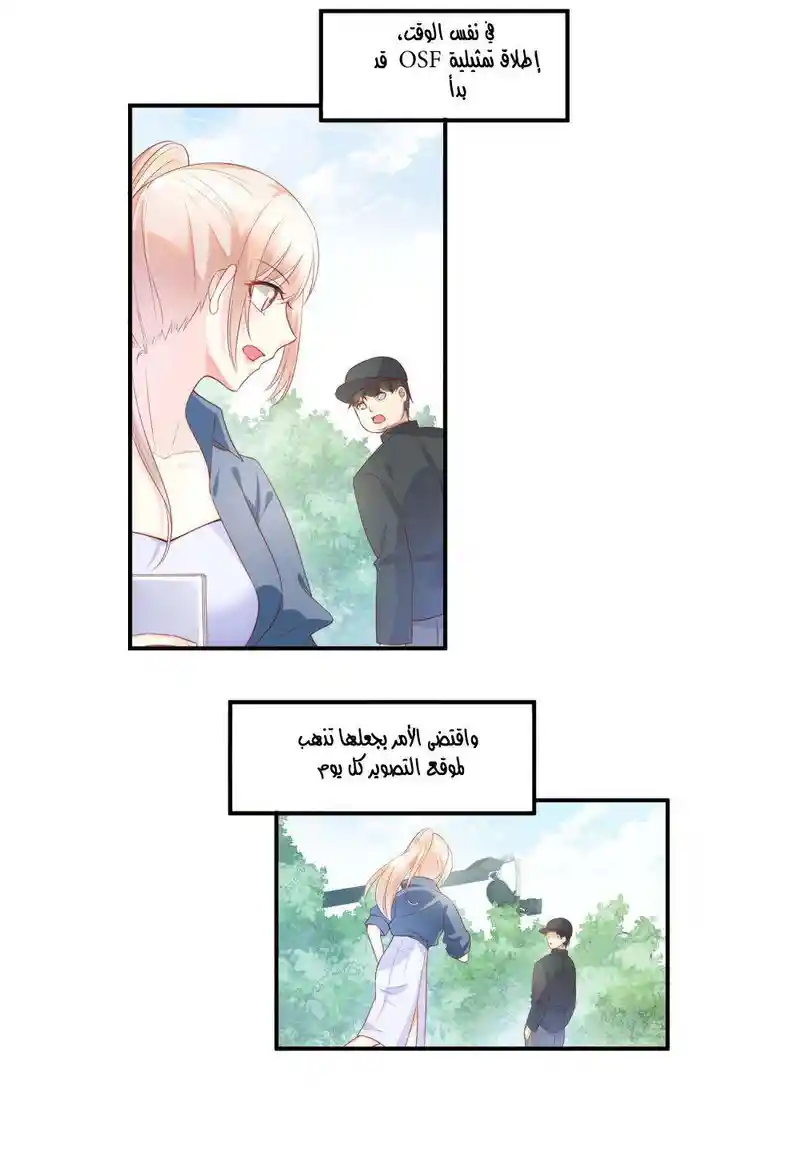 في نفس الوقت،
إطلاق تمثيلية OSF قد
بدأ
واقتضى الأمر بجعلها تذهب
لموقع التصوير كل يوم